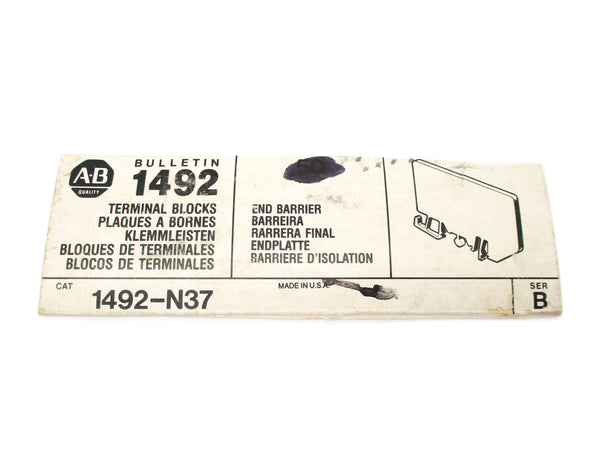 A-B
QUALITY
BULLETIN
1492
TERMINAL BLOCKS
PLAQUES A BORNES
KLEMMLEISTEN
BLOQUES DE TERMINALES
BLOCOS DE TERMINALES
END BARRIER
BARREIRA
RARRERA FINAL
ENDPLATTE
BARRIERE D'ISOLATION
CAT
1492-N37
MADE IN U.S.A.
SER
B